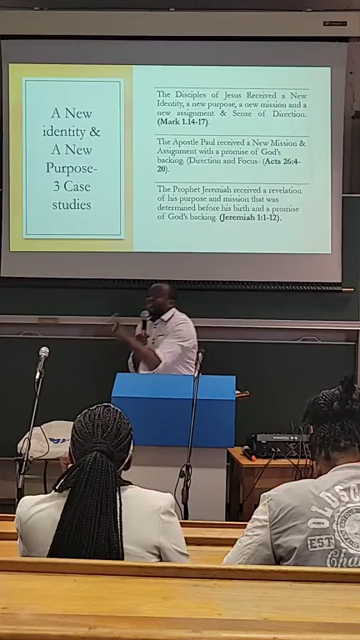 A New
identity &
A New
Purpose-
3 Case
studies
The Disciples of Jesus Received a New
Identity, a new purpose, a new mission and a
new assignment & Sense of Direction.
(Mark 1.14-17).
The Apostle Paul received a New Mission &
Assignment with a promise of God's
backing. (Direction and Focus- (Acts 26:4-
20).
The Prophet Jeremiah received a revelation
of his purpose and mission that was
determined before his birth and a promise
of God's backing. (Jeremiah 1:1-12).
EST